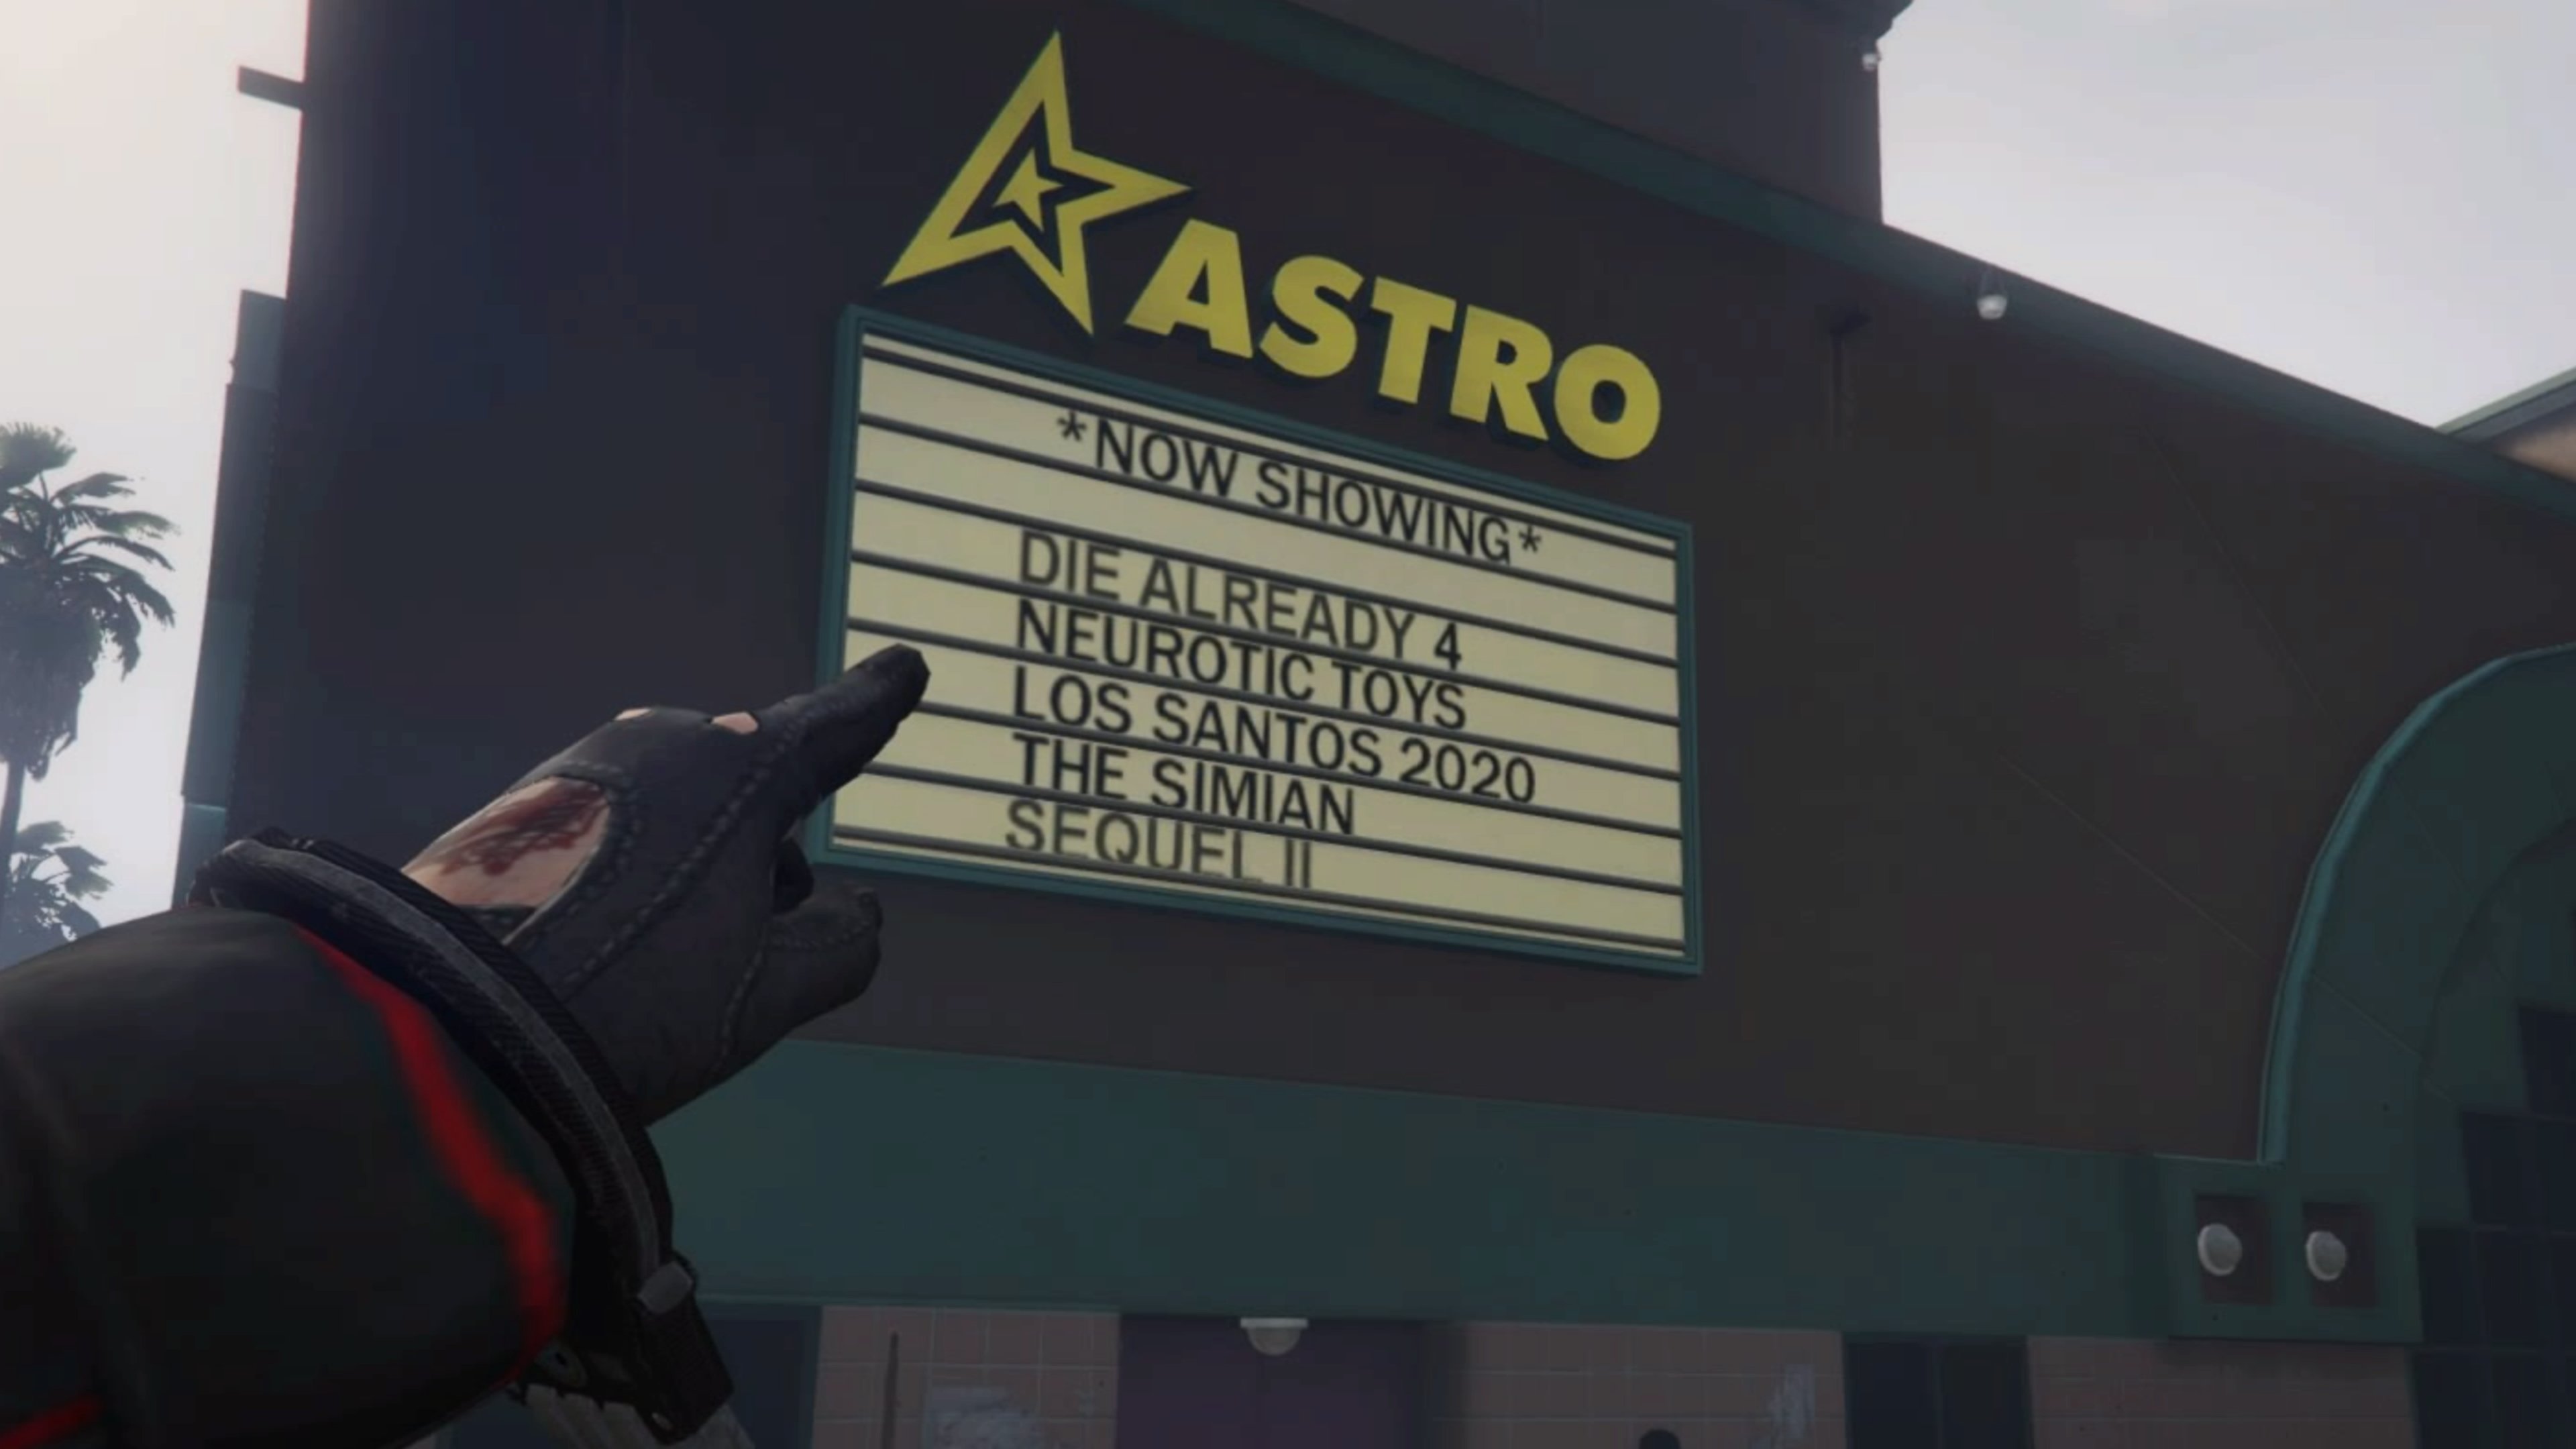 ASTRO
*NOW SHOWING*
DIE ALREADY 4
NEUROTIC TOYS
LOS SANTOS 2020
THE SIMIAN
SEQUEL II